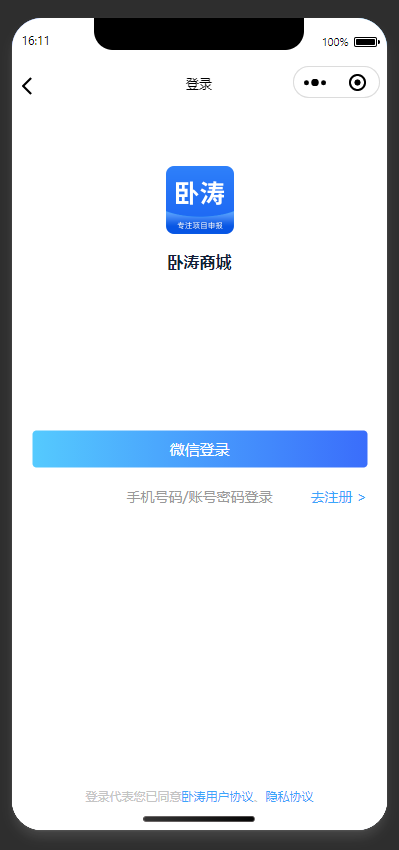 16:11
100%
登录
卧涛
专注项目申报
卧涛商城
微信登录
手机号码/账号密码登录
去注册 >
登录代表您已同意卧涛用户协议、隐私协议